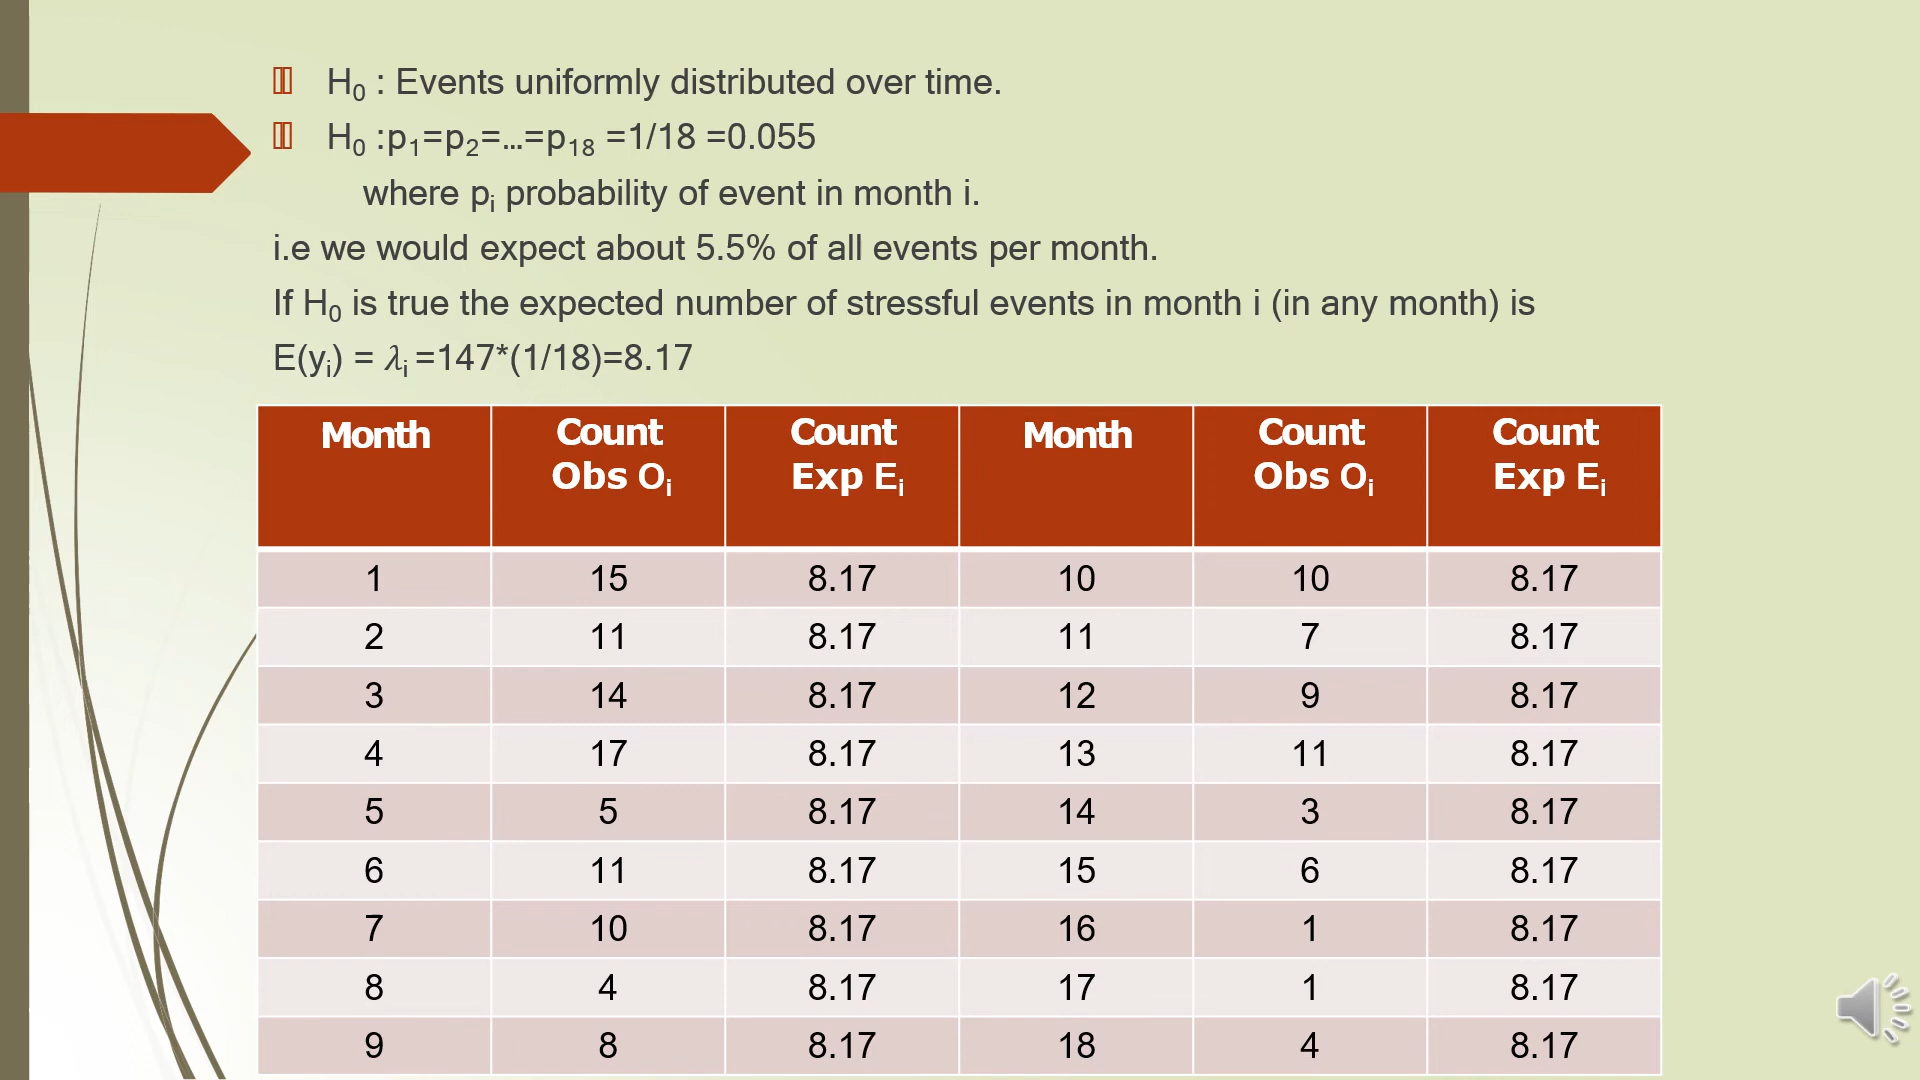 H₀ : Events uniformly distributed over time.
H₀ :p₁=p₂=...=p₁₈ =1/18 =0.055
where pᵢ probability of event in month i.
i.e we would expect about 5.5% of all events per month.
If H₀ is true the expected number of stressful events in month i (in any month) is
E(yᵢ) = 𝜆ᵢ =147*(1/18)=8.17
Month Count Obs Oᵢ Count Exp Eᵢ Month Count Obs Oᵢ Count Exp Eᵢ
1 15 8.17 10 10 8.17
2 11 8.17 11 7 8.17
3 14 8.17 12 9 8.17
4 17 8.17 13 11 8.17
5 5 8.17 14 3 8.17
6 11 8.17 15 6 8.17
7 10 8.17 16 1 8.17
8 4 8.17 17 1 8.17
9 8 8.17 18 4 8.17